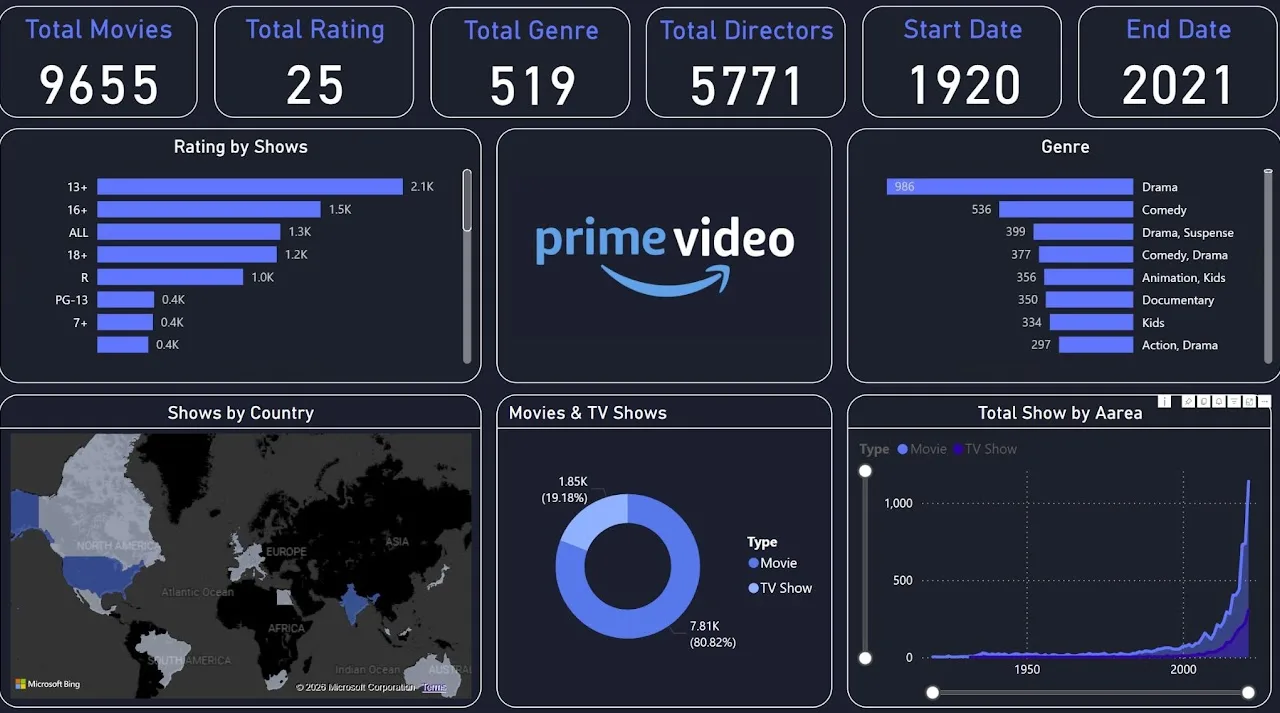 Total Movies
9655
Total Rating
25
Total Genre
519
Total Directors
5771
Start Date
1920
End Date
2021
Rating by Shows
13+ 2.1K
16+ 1.5K
ALL 1.3K
18+ 1.2K
R 1.0K
PG-13 0.4K
7+ 0.4K
0.4K
prime video
Genre
986 Drama
536 Comedy
399 Drama, Suspense
377 Comedy, Drama
356 Animation, Kids
350 Documentary
334 Kids
297 Action, Drama
Shows by Country
NORTH AMERICA
EUROPE
ASIA
Atlantic Ocean
AFRICA
SOUTH AMERICA
Indian Ocean
AUSTRAL
Microsoft Bing
© 2026 Microsoft Corporation Terms
Movies & TV Shows
1.85K
(19.18%)
7.81K
(80.82%)
Type
Movie
TV Show
Total Show by Aarea
Type Movie TV Show
1,000
500
0
1950 2000